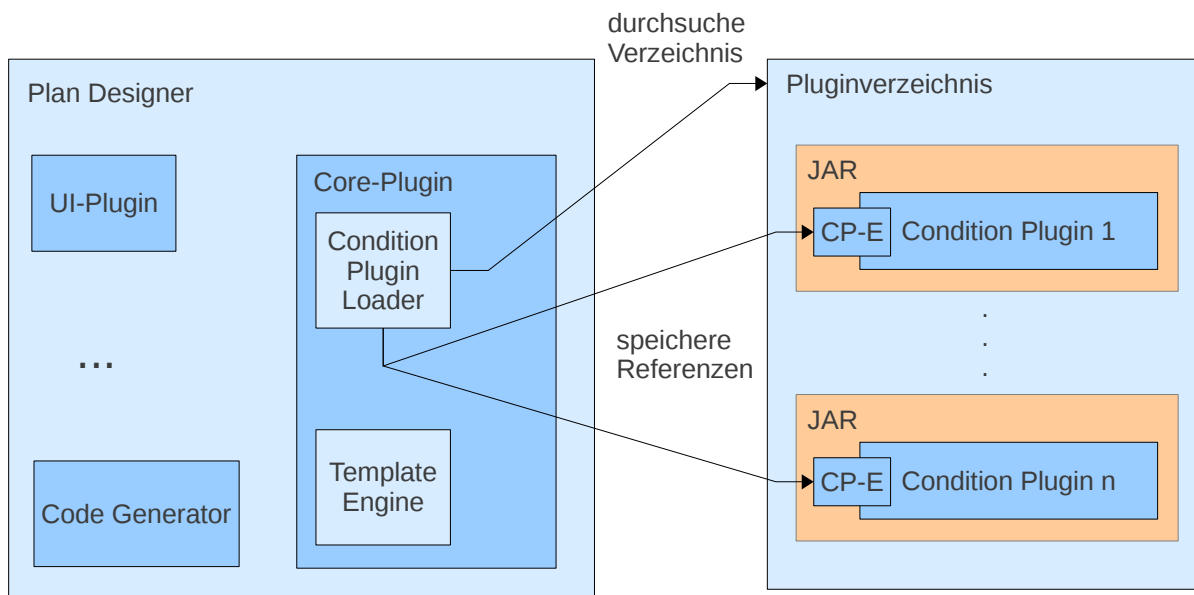 durchsuche
Verzeichnis
Plan Designer
UI-Plugin
...
Code Generator
Core-Plugin
Condition
Plugin
Loader
Template
Engine
speichere
Referenzen
Pluginverzeichnis
JAR
CP-E
Condition Plugin 1
.
.
.
JAR
CP-E
Condition Plugin n